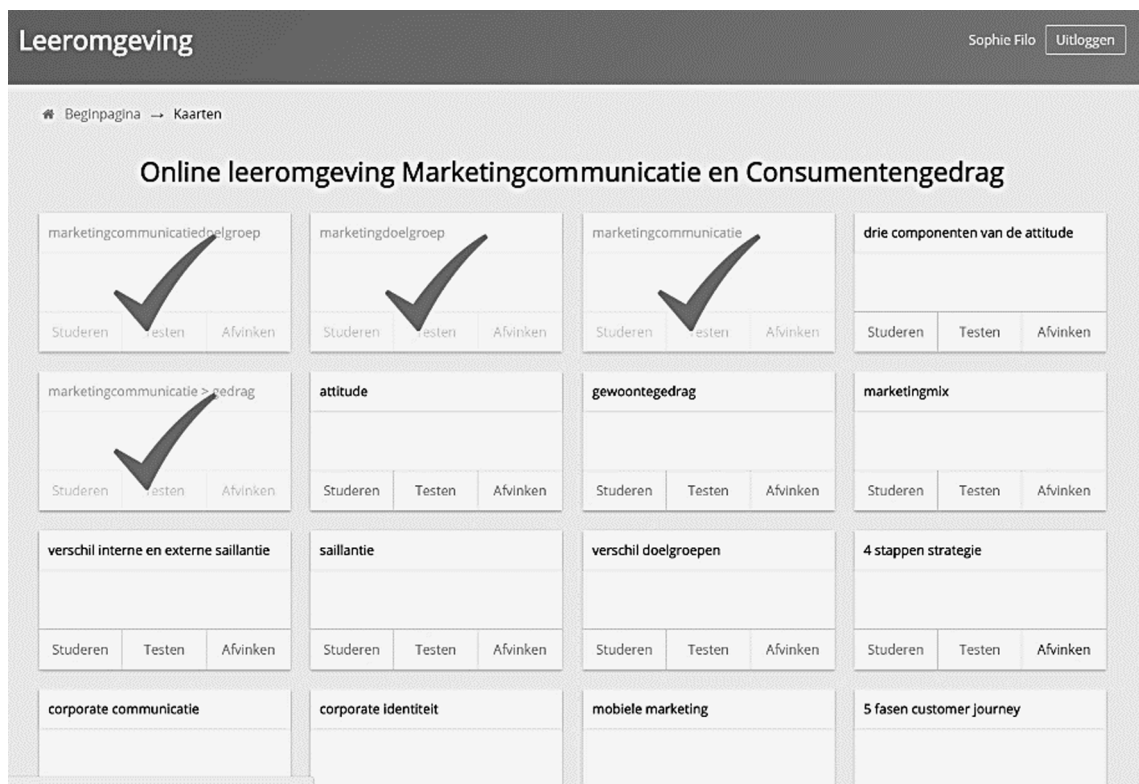 Leeromgeving
Sophie Filo Uitloggen
Beginpagina → Kaarten
Online leeromgeving Marketingcommunicatie en Consumentengedrag
marketingcommunicatiedoelgroep marketingdoelgroep marketingcommunicatie drie componenten van de attitude
Studeren Testen Afvinken Studeren Testen Afvinken Studeren Testen Afvinken Studeren Testen Afvinken
marketingcommunicatie > gedrag attitude gewoontegedrag marketingmix
Studeren Testen Afvinken Studeren Testen Afvinken Studeren Testen Afvinken Studeren Testen Afvinken
verschil interne en externe saillantie saillantie verschil doelgroepen 4 stappen strategie
Studeren Testen Afvinken Studeren Testen Afvinken Studeren Testen Afvinken Studeren Testen Afvinken
corporate communicatie corporate identiteit mobiele marketing 5 fasen customer journey